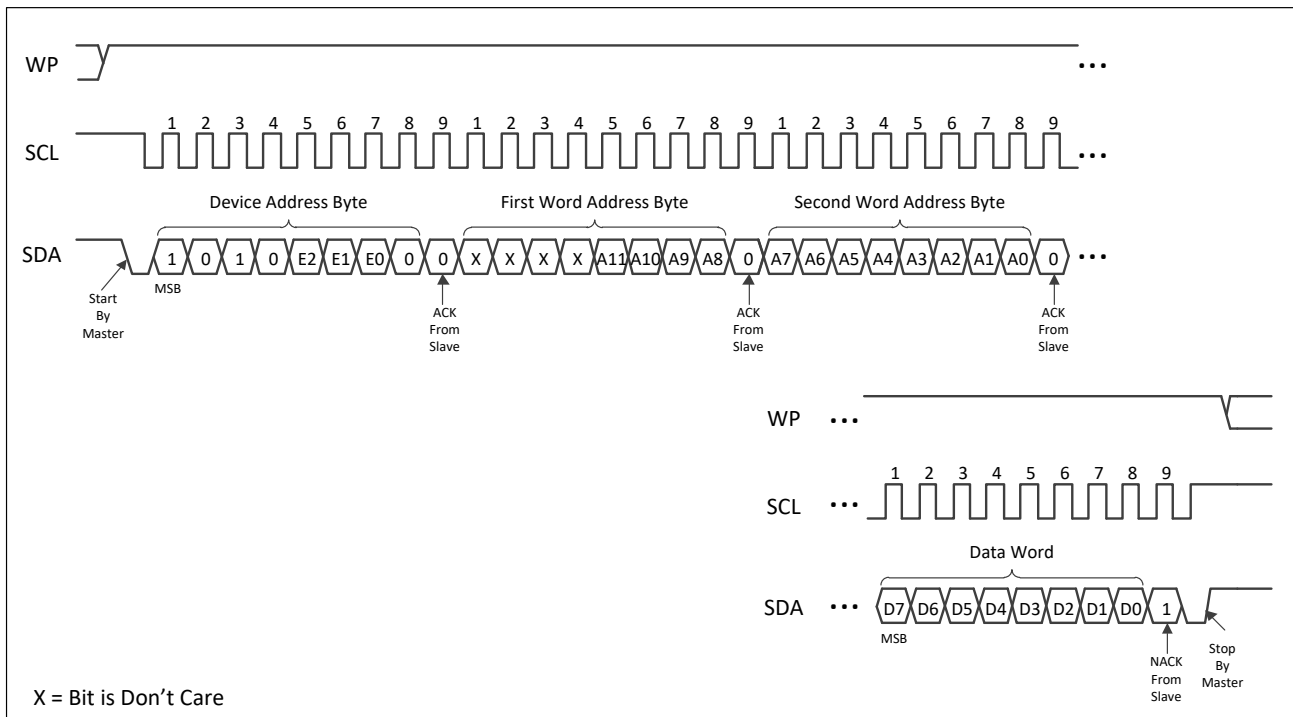 WP
...
1 2 3 4 5 6 7 8 9 1 2 3 4 5 6 7 8 9 1 2 3 4 5 6 7 8 9
SCL
...
Device Address Byte First Word Address Byte Second Word Address Byte
SDA 1 0 1 0 E2 E1 E0 0 0 X X X X A11 A10 A9 A8 0 A7 A6 A5 A4 A3 A2 A1 A0 0 ...
MSB
Start
By
Master
ACK
From
Slave
ACK
From
Slave
ACK
From
Slave
WP ...
1 2 3 4 5 6 7 8 9
SCL ...
Data Word
SDA ... D7 D6 D5 D4 D3 D2 D1 D0 1
MSB
NACK
From
Slave
Stop
By
Master
X = Bit is Don't Care